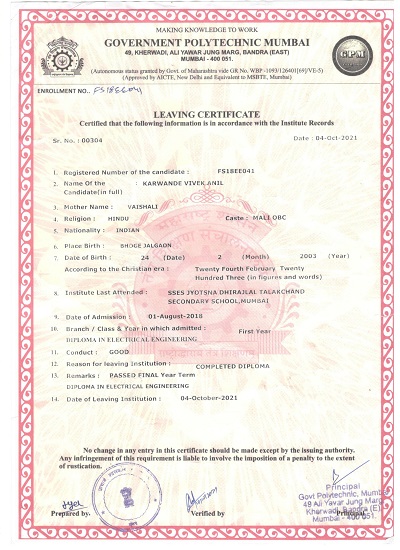 MAKING KNOWLEDGE TO WORK
GOVERNMENT POLYTECHNIC MUMBAI
49, KHERWADI, ALI YAWAR JUNG MARG, BANDRA (EAST)
MUMBAI - 400 051.
(Autonomous status granted by Govt. of Maharashtra vide GR No. WBP -1093/126401[69]/VE-5)
(Approved by AICTE, New Delhi and Equivalent to MSBTE, Mumbai)
ENROLLMENT NO.. FS18EE041
LEAVING CERTIFICATE
Certified that the following information is in accordance with the Institute Records
Sr. No : 00304
Date : 04-Oct-2021
1. Registered Number of the candidate : FS18EE041
2. Name Of the : KARWANDE VIVEK ANIL
Candidate(in full)
3. Mother Name : VAISHALI
4. Religion : HINDU Caste : MALI OBC
5. Nationality : INDIAN
6. Place Birth : BHDGE JALGAON
7. Date of Birth : 24 (Date) 2 (Month) 2003 (Year)
According to the Christian era : Twenty Fourth February Twenty
Hundred Three (in figures and words)
8. Institute Last Attended : SSES JYOTSNA DHIRAJLAL TALAKCHAND
SECONDARY SCHOOL,MUMBAI
9. Date of Admission : 01-August-2018
10. Branch / Class & Year in which admitted : First Year
DIPLOMA IN ELECTRICAL ENGINEERING
11. Conduct : GOOD
12. Reason for leaving Institution : COMPLETED DIPLOMA
13. Remarks : PASSED FINAL Year Term
DIPLOMA IN ELECTRICAL ENGINEERING
14. Date of Leaving Institution : 04-October-2021
No change in any entry in this certificate should be made except by the issuing authority.
Any infringement of this requirement is liable to involve the imposition of a penalty to the extent
of rustication.
Prepared by.
Verified by
Principal
Principal
Govt Polytechnic, Mumbai
49 Ali Yavar Jung Marg
Kherwadi, Bandra (E)
Mumbai - 400 051.